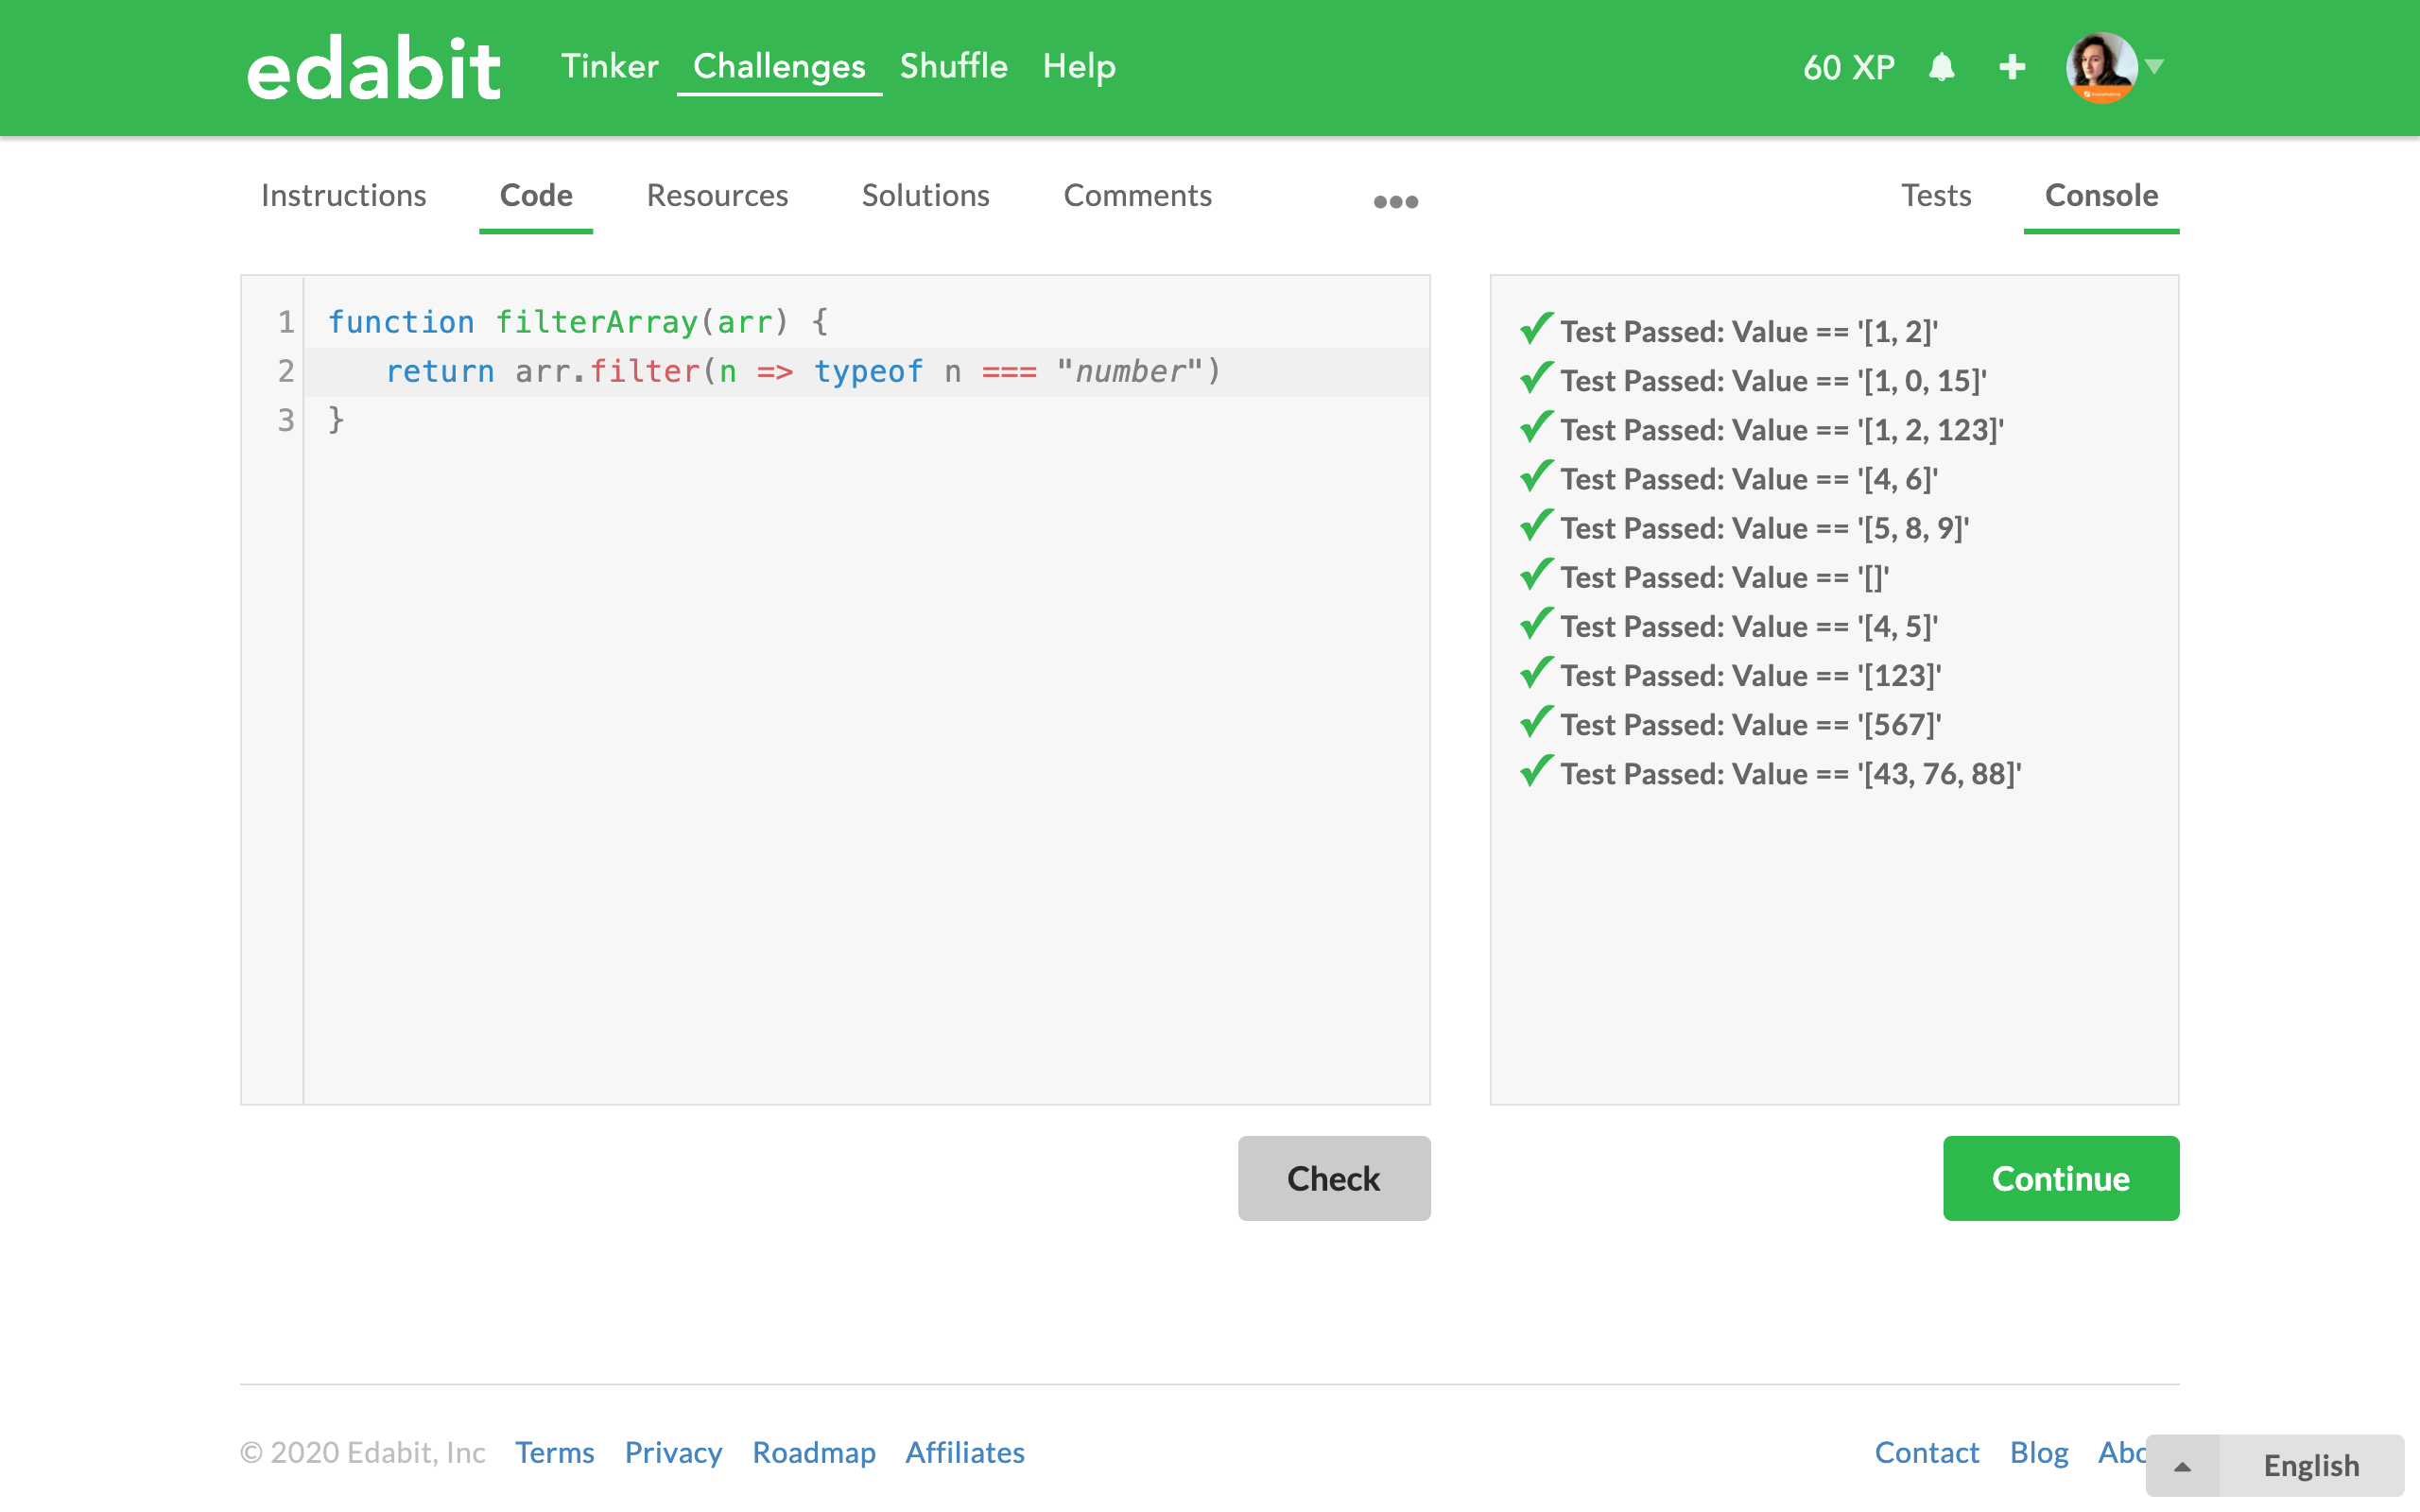 edabit Tinker Challenges Shuffle Help 60 XP
Instructions Code Resources Solutions Comments Tests Console
1 function filterArray(arr) {
2 return arr.filter(n => typeof n === "number")
3 }
Test Passed: Value == '[1, 2]'
Test Passed: Value == '[1, 0, 15]'
Test Passed: Value == '[1, 2, 123]'
Test Passed: Value == '[4, 6]'
Test Passed: Value == '[5, 8, 9]'
Test Passed: Value == '[]'
Test Passed: Value == '[4, 5]'
Test Passed: Value == '[123]'
Test Passed: Value == '[567]'
Test Passed: Value == '[43, 76, 88]'
Check Continue
© 2020 Edabit, Inc Terms Privacy Roadmap Affiliates Contact Blog Abo
English